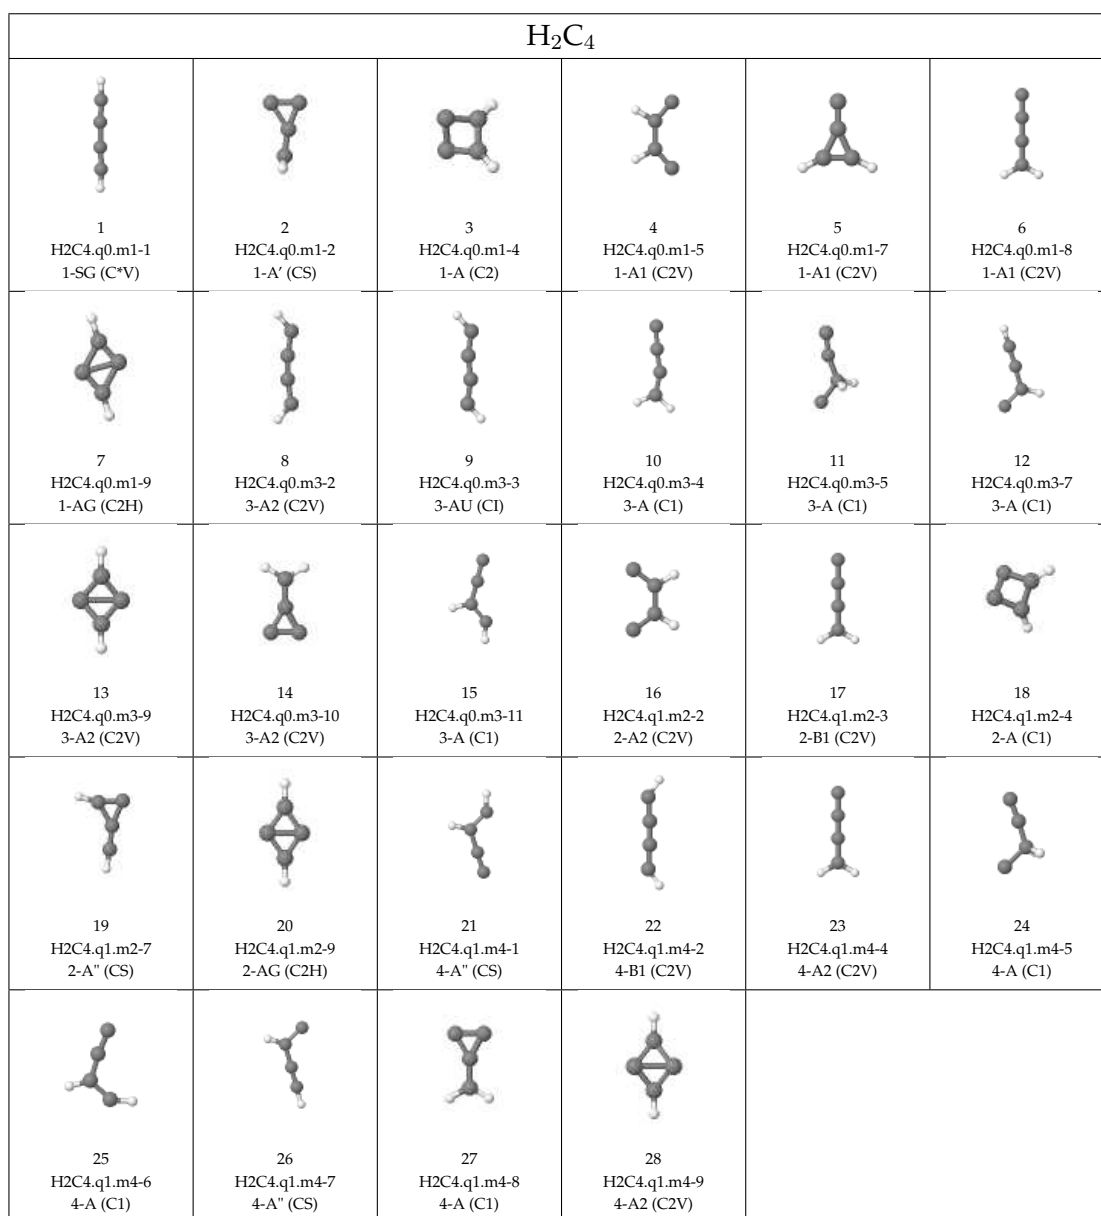 H₂C₄
1
H2C4.q0.m1-1
1-SG (C*V)
2
H2C4.q0.m1-2
1-A' (CS)
3
H2C4.q0.m1-4
1-A (C2)
4
H2C4.q0.m1-5
1-A1 (C2V)
5
H2C4.q0.m1-7
1-A1 (C2V)
6
H2C4.q0.m1-8
1-A1 (C2V)
7
H2C4.q0.m1-9
1-AG (C2H)
8
H2C4.q0.m3-2
3-A2 (C2V)
9
H2C4.q0.m3-3
3-AU (CI)
10
H2C4.q0.m3-4
3-A (C1)
11
H2C4.q0.m3-5
3-A (C1)
12
H2C4.q0.m3-7
3-A (C1)
13
H2C4.q0.m3-9
3-A2 (C2V)
14
H2C4.q0.m3-10
3-A2 (C2V)
15
H2C4.q0.m3-11
3-A (C1)
16
H2C4.q1.m2-2
2-A2 (C2V)
17
H2C4.q1.m2-3
2-B1 (C2V)
18
H2C4.q1.m2-4
2-A (C1)
19
H2C4.q1.m2-7
2-A" (CS)
20
H2C4.q1.m2-9
2-AG (C2H)
21
H2C4.q1.m4-1
4-A" (CS)
22
H2C4.q1.m4-2
4-B1 (C2V)
23
H2C4.q1.m4-4
4-A2 (C2V)
24
H2C4.q1.m4-5
4-A (C1)
25
H2C4.q1.m4-6
4-A (C1)
26
H2C4.q1.m4-7
4-A" (CS)
27
H2C4.q1.m4-8
4-A (C1)
28
H2C4.q1.m4-9
4-A2 (C2V)